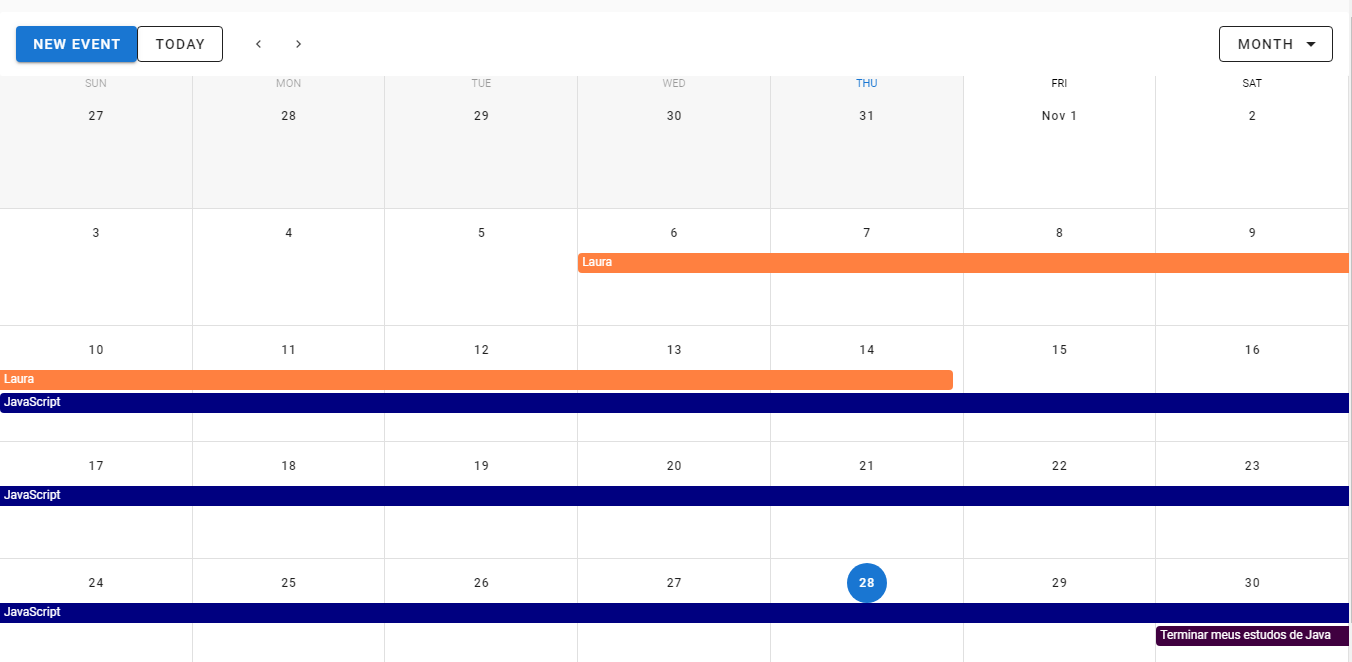 NEW EVENT TODAY MONTH
SUN MON TUE WED THU FRI SAT
27 28 29 30 31 Nov 1 2
3 4 5 6 7 8 9
Laura
10 11 12 13 14 15 16
Laura
JavaScript
17 18 19 20 21 22 23
JavaScript
24 25 26 27 28 29 30
JavaScript
Terminar meus estudos de Java